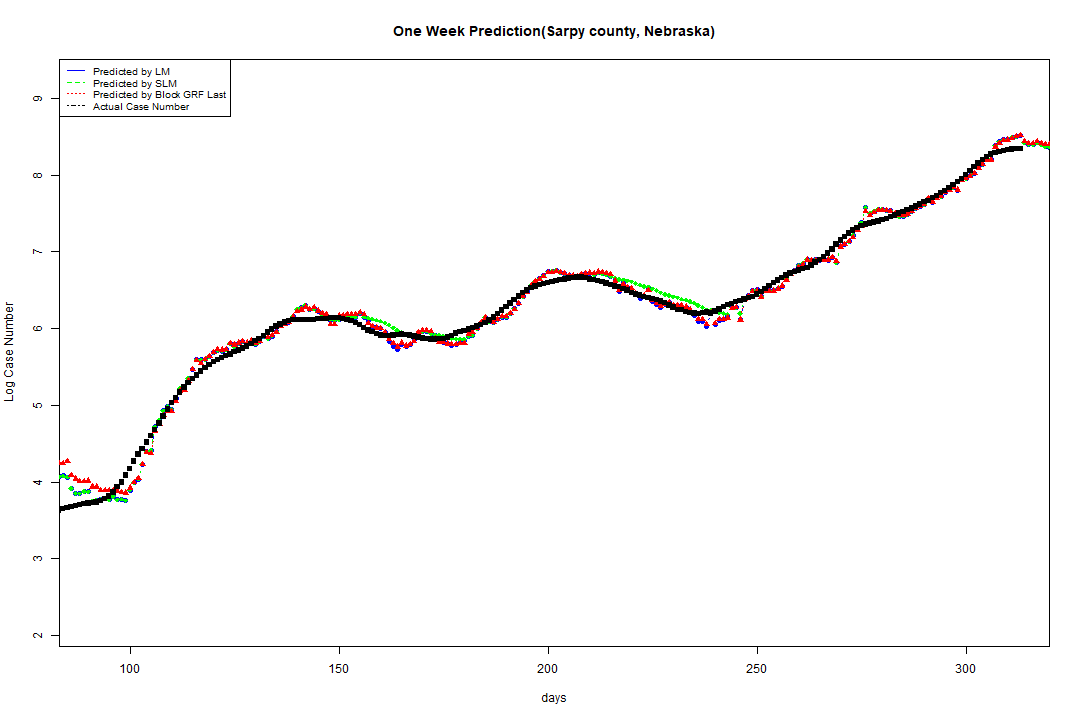 One Week Prediction(Sarpy county, Nebraska)
Predicted by LM
Predicted by SLM
Predicted by Block GRF Last
Actual Case Number
Log Case Number
9
8
7
6
5
4
3
2
100
150
200
250
300
days